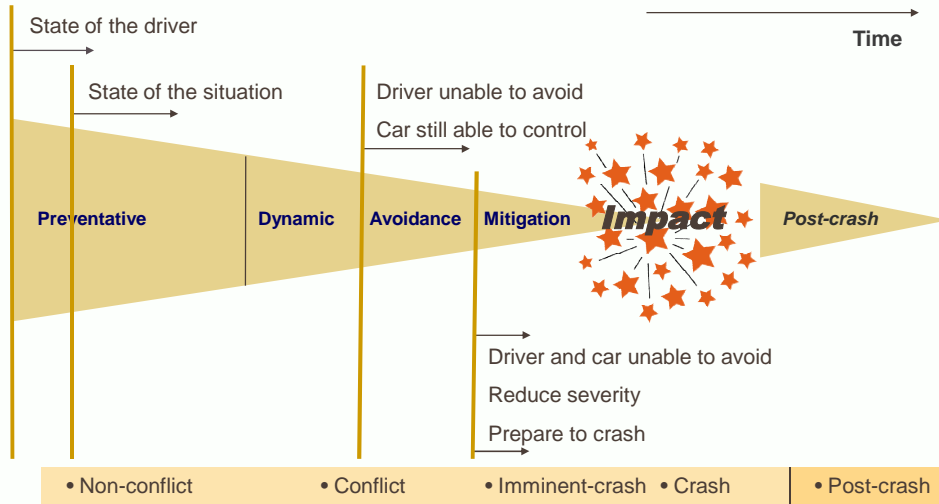 State of the driver
Time
State of the situation
Driver unable to avoid
Car still able to control
Preventative
Dynamic
Avoidance
Mitigation
Impact
Post-crash
Driver and car unable to avoid
Reduce severity
Prepare to crash
• Non-conflict
• Conflict
• Imminent-crash
• Crash
• Post-crash